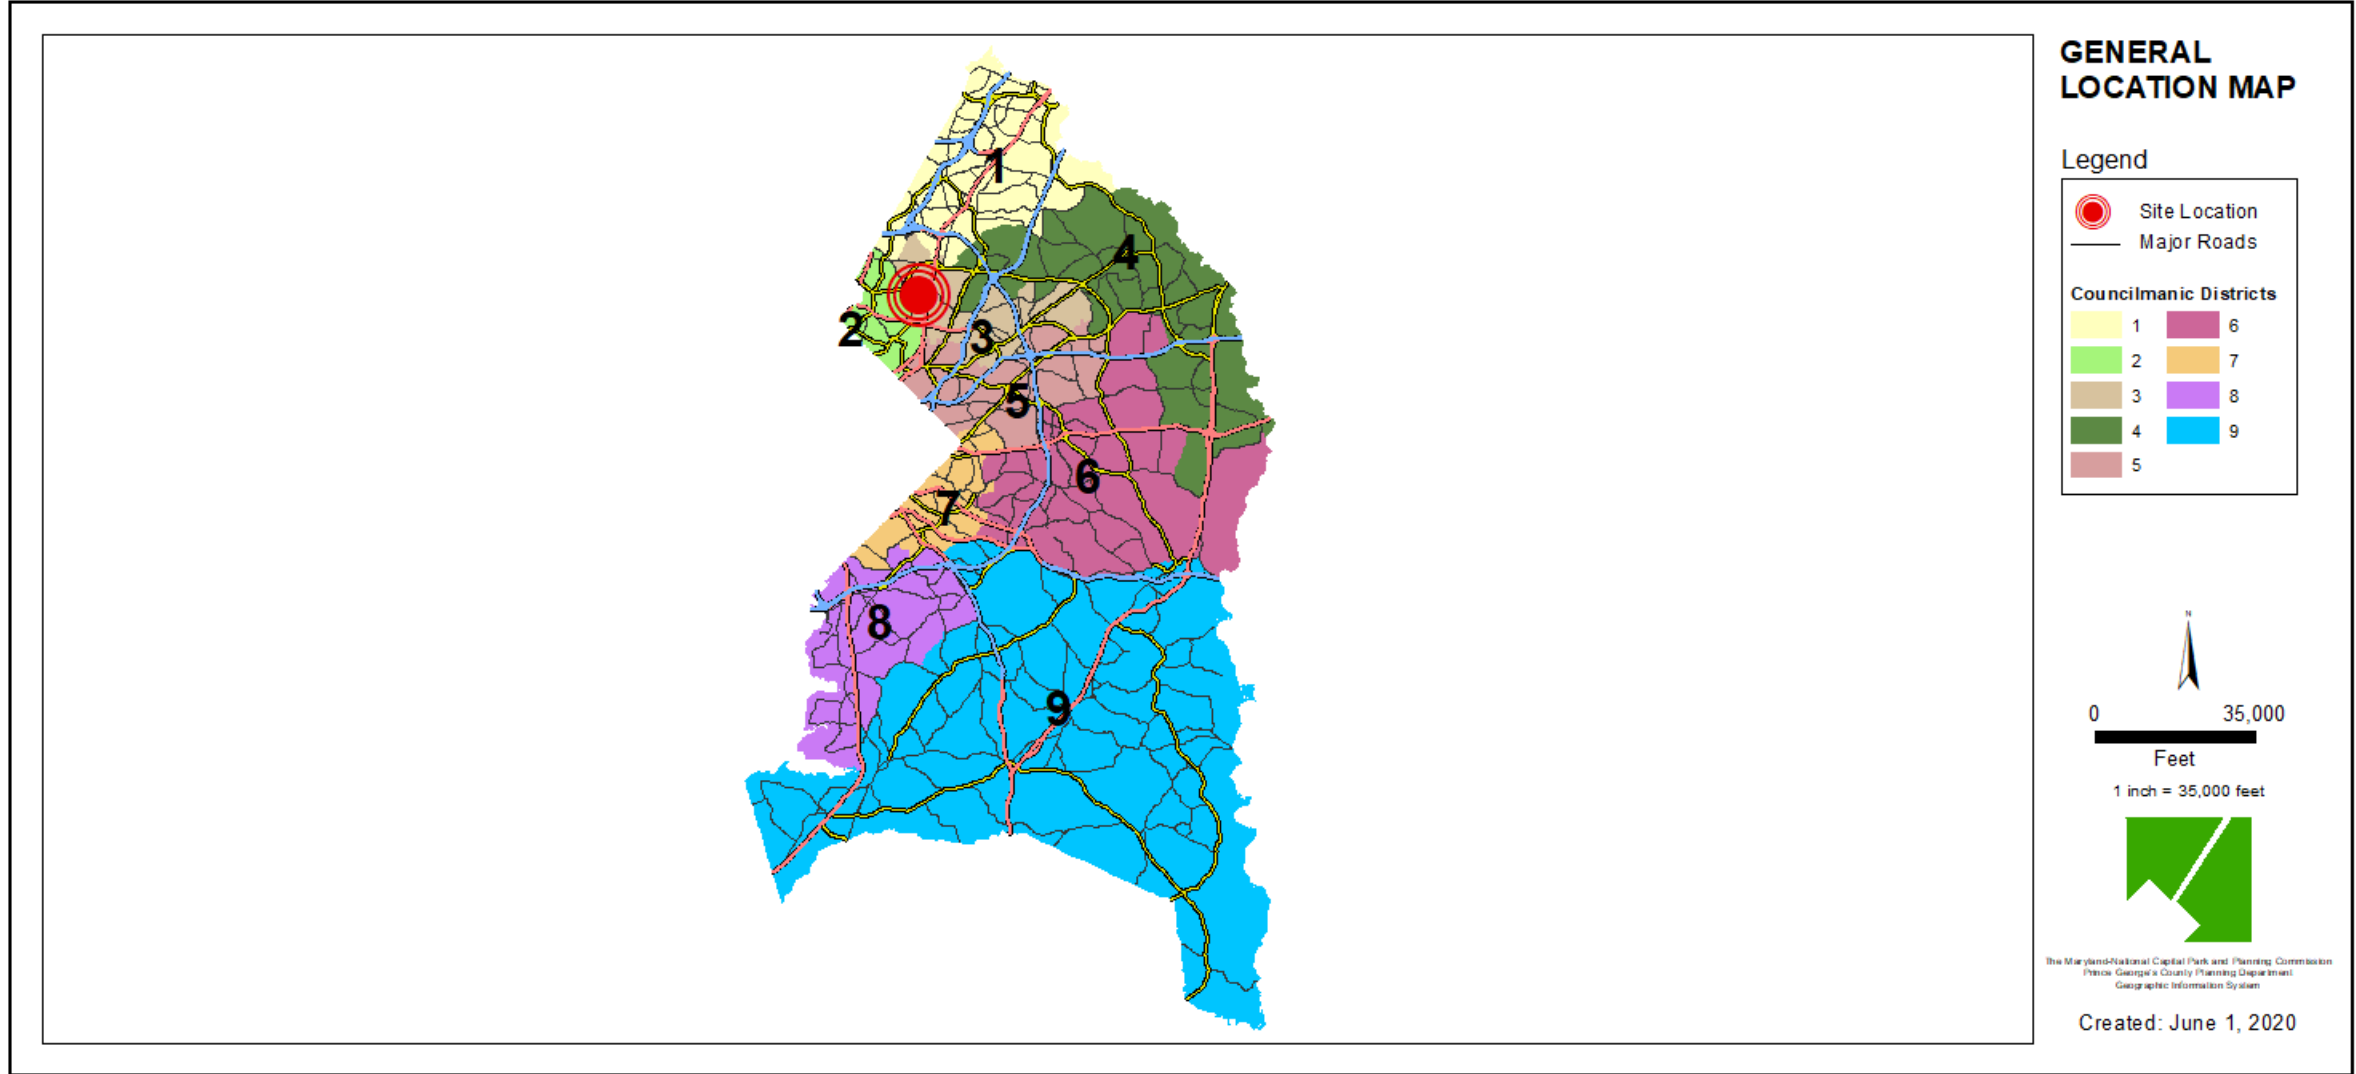 GENERAL
LOCATION MAP
Legend
Site Location
Major Roads
Councilmanic Districts
1 6
2 7
3 8
4 9
5
1
4
2
3
5
6
7
8
9
N
0 35,000
Feet
1 inch = 35,000 feet
The Maryland-National Capital Park and Planning Commission
Prince George's County Planning Department
Geographic Information System
Created: June 1, 2020